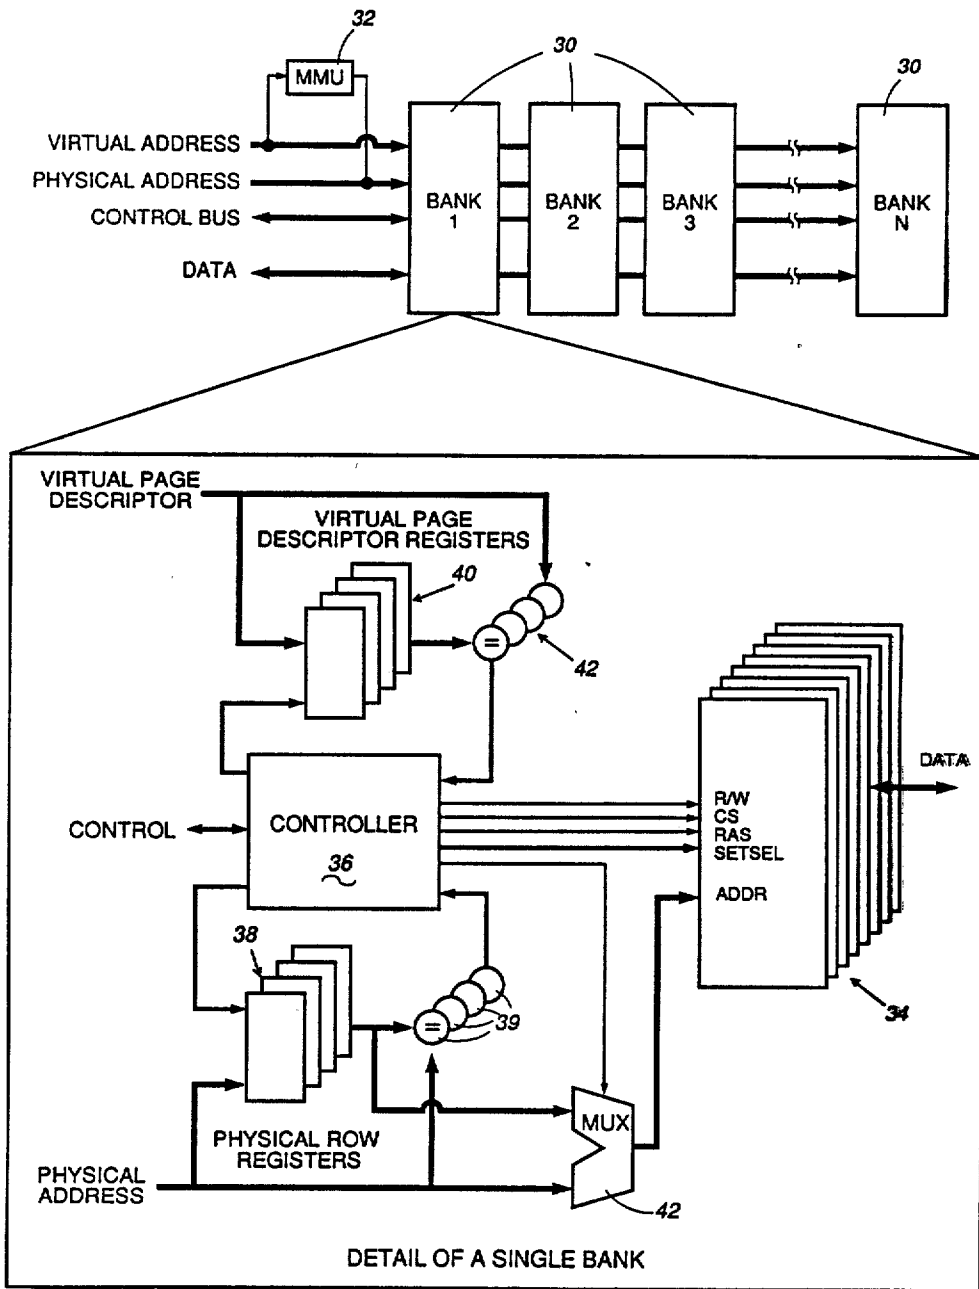 32
MMU
30
30
VIRTUAL ADDRESS
PHYSICAL ADDRESS
CONTROL BUS
DATA
BANK
1
BANK
2
BANK
3
BANK
N
VIRTUAL PAGE
DESCRIPTOR
VIRTUAL PAGE
DESCRIPTOR REGISTERS
40
=
42
CONTROL
CONTROLLER
36
R/W
CS
RAS
SETSEL
ADDR
DATA
34
38
=
39
PHYSICAL ROW
REGISTERS
MUX
42
PHYSICAL
ADDRESS
DETAIL OF A SINGLE BANK